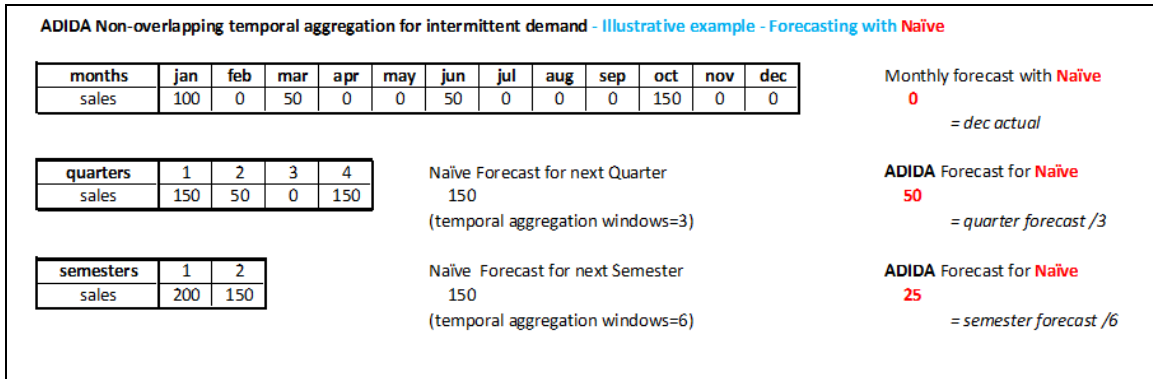 ADIDA Non-overlapping temporal aggregation for intermittent demand - Illustrative example - Forecasting with Naïve
months jan feb mar apr may jun jul aug sep oct nov dec
sales 100 0 50 0 0 50 0 0 0 150 0 0
Monthly forecast with Naïve
0
= dec actual
quarters 1 2 3 4
sales 150 50 0 150
Naïve Forecast for next Quarter
150
(temporal aggregation windows=3)
ADIDA Forecast for Naïve
50
= quarter forecast /3
semesters 1 2
sales 200 150
Naïve Forecast for next Semester
150
(temporal aggregation windows=6)
ADIDA Forecast for Naïve
25
= semester forecast /6